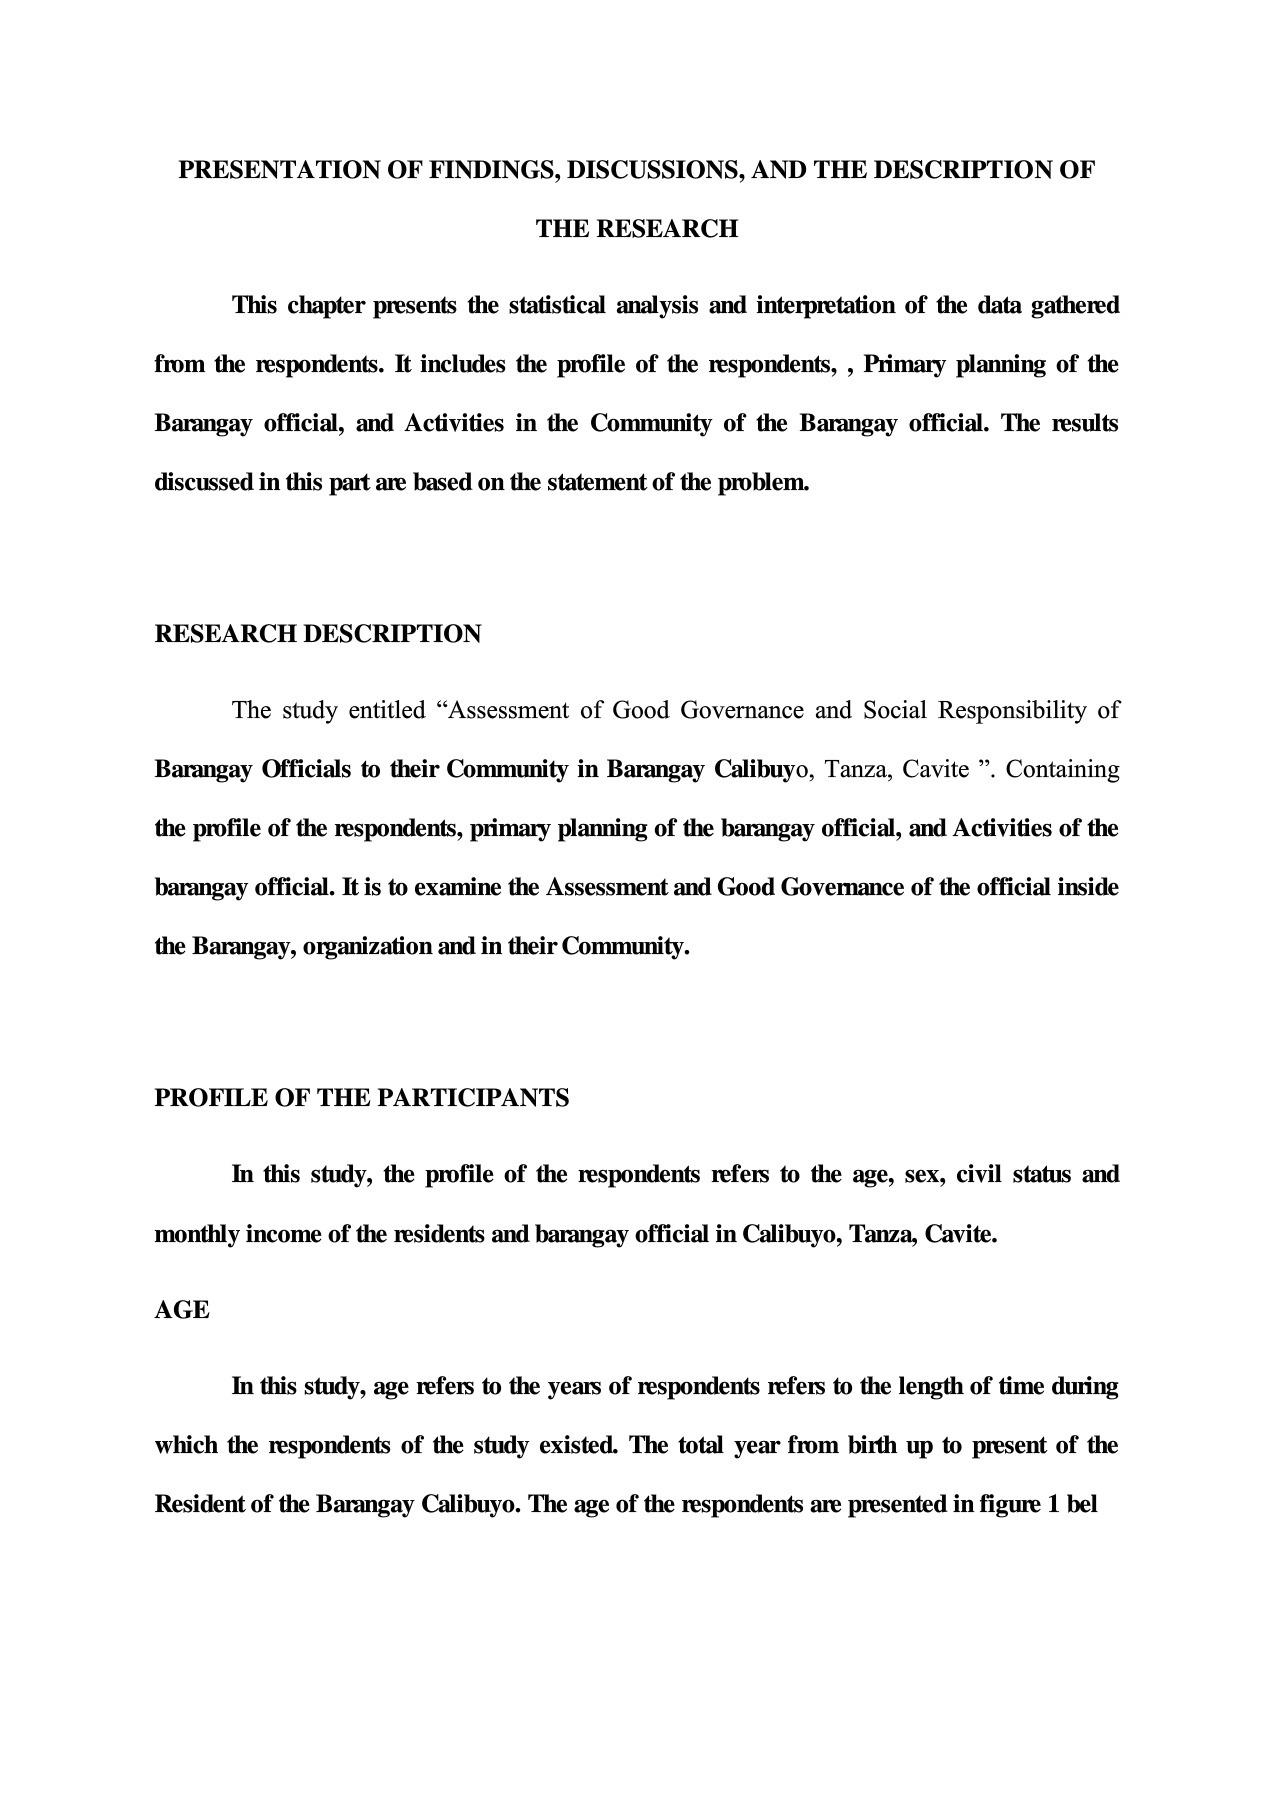 PRESENTATION OF FINDINGS, DISCUSSIONS, AND THE DESCRIPTION OF
THE RESEARCH
This chapter presents the statistical analysis and interpretation of the data gathered
from the respondents. It includes the profile of the respondents, , Primary planning of the
Barangay official, and Activities in the Community of the Barangay official. The results
discussed in this part are based on the statement of the problem.
RESEARCH DESCRIPTION
The study entitled “Assessment of Good Governance and Social Responsibility of
Barangay Officials to their Community in Barangay Calibuyo, Tanza, Cavite ”. Containing
the profile of the respondents, primary planning of the barangay official, and Activities of the
barangay official. It is to examine the Assessment and Good Governance of the official inside
the Barangay, organization and in their Community.
PROFILE OF THE PARTICIPANTS
In this study, the profile of the respondents refers to the age, sex, civil status and
monthly income of the residents and barangay official in Calibuyo, Tanza, Cavite.
AGE
In this study, age refers to the years of respondents refers to the length of time during
which the respondents of the study existed. The total year from birth up to present of the
Resident of the Barangay Calibuyo. The age of the respondents are presented in figure 1 bel